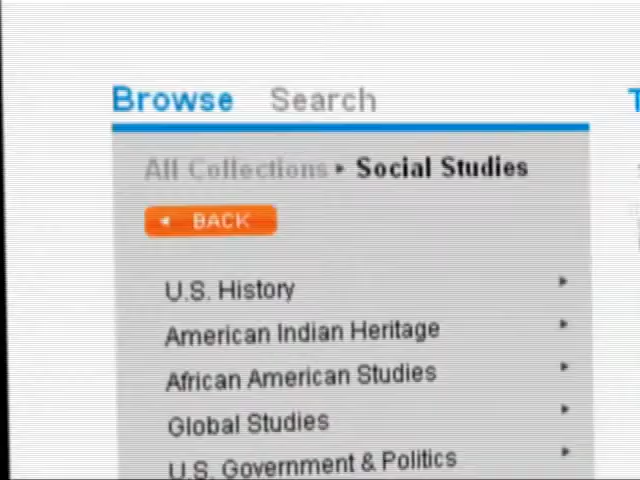 Browse Search
All Collections ▸ Social Studies
◂ BACK
U.S. History ▸
American Indian Heritage ▸
African American Studies ▸
Global Studies ▸
U.S. Government & Politics ▸